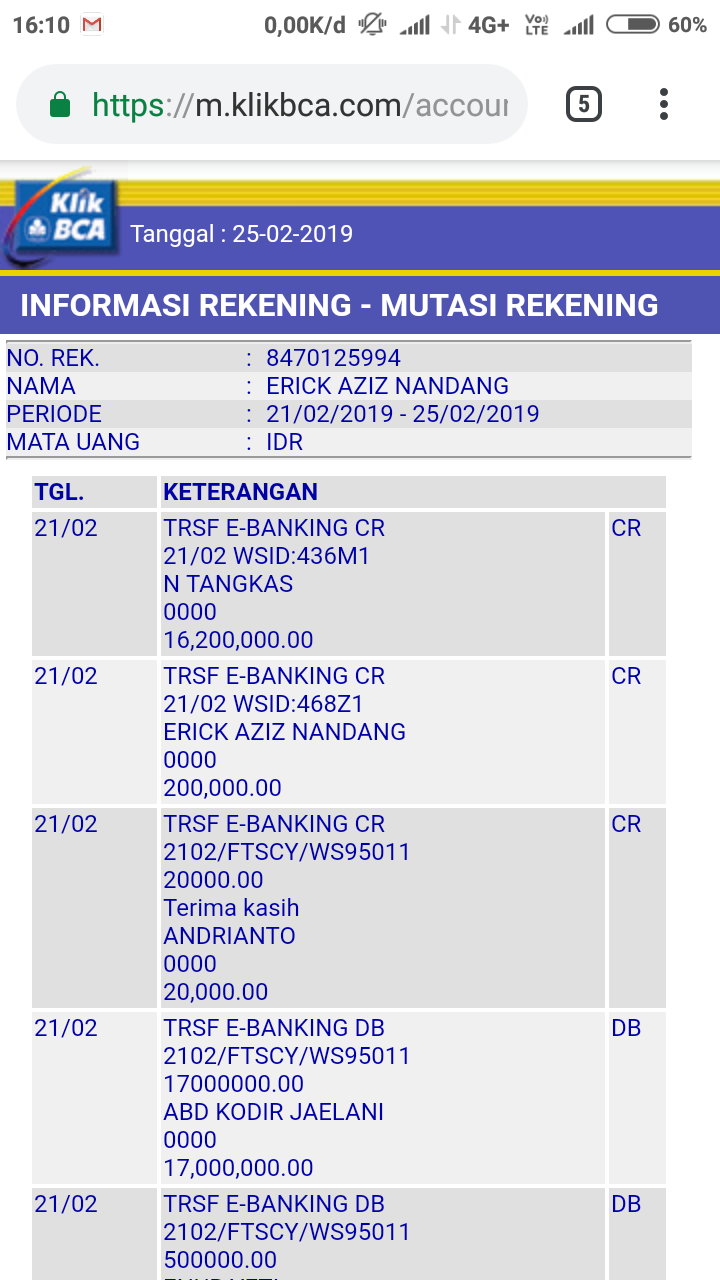 16:10 0,00K/d 4G+ Vo)) LTE 60%
https://m.klikbca.com/accour
5
Klik
BCA
Tanggal : 25-02-2019
INFORMASI REKENING - MUTASI REKENING
NO. REK. : 8470125994
NAMA : ERICK AZIZ NANDANG
PERIODE : 21/02/2019 - 25/02/2019
MATA UANG : IDR
TGL. KETERANGAN
21/02 TRSF E-BANKING CR CR
21/02 WSID:436M1
N TANGKAS
0000
16,200,000.00
21/02 TRSF E-BANKING CR CR
21/02 WSID:468Z1
ERICK AZIZ NANDANG
0000
200,000.00
21/02 TRSF E-BANKING CR CR
2102/FTSCY/WS95011
20000.00
Terima kasih
ANDRIANTO
0000
20,000.00
21/02 TRSF E-BANKING DB DB
2102/FTSCY/WS95011
17000000.00
ABD KODIR JAELANI
0000
17,000,000.00
21/02 TRSF E-BANKING DB DB
2102/FTSCY/WS95011
500000.00